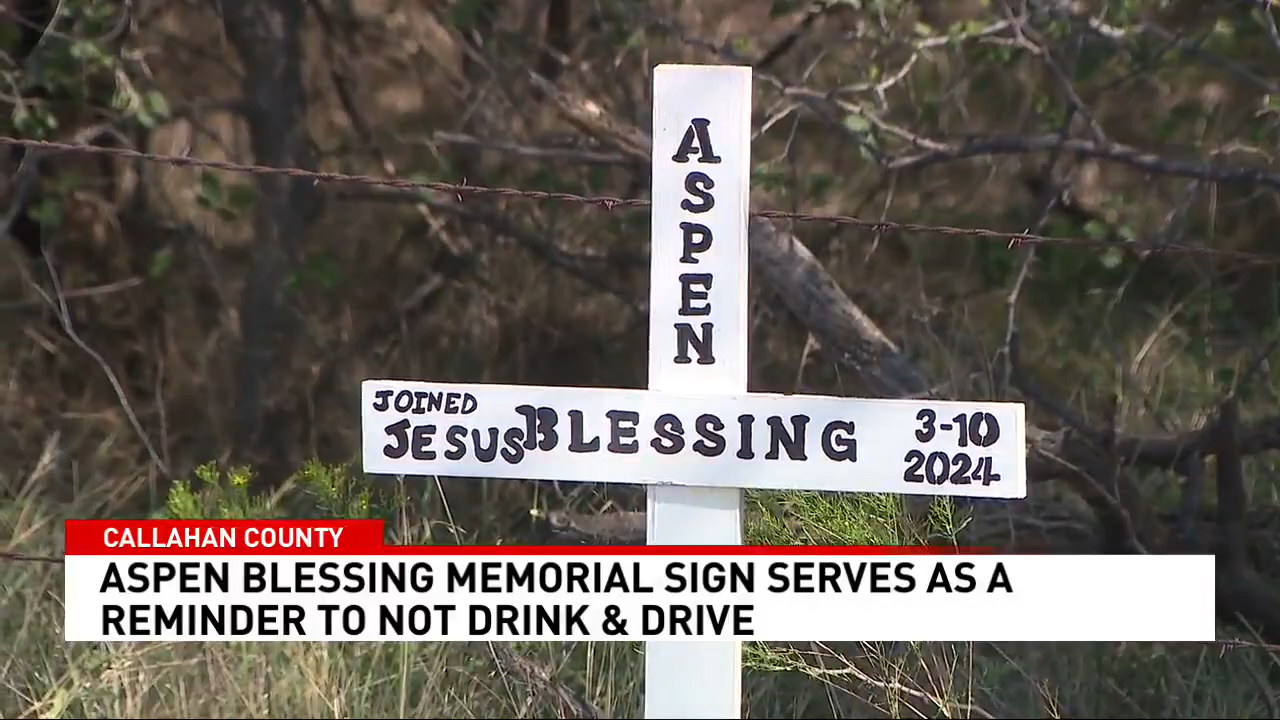 ASPEN
JOINED
JESUS
BLESSING
3-10
2024
CALLAHAN COUNTY
ASPEN BLESSING MEMORIAL SIGN SERVES AS A
REMINDER TO NOT DRINK & DRIVE